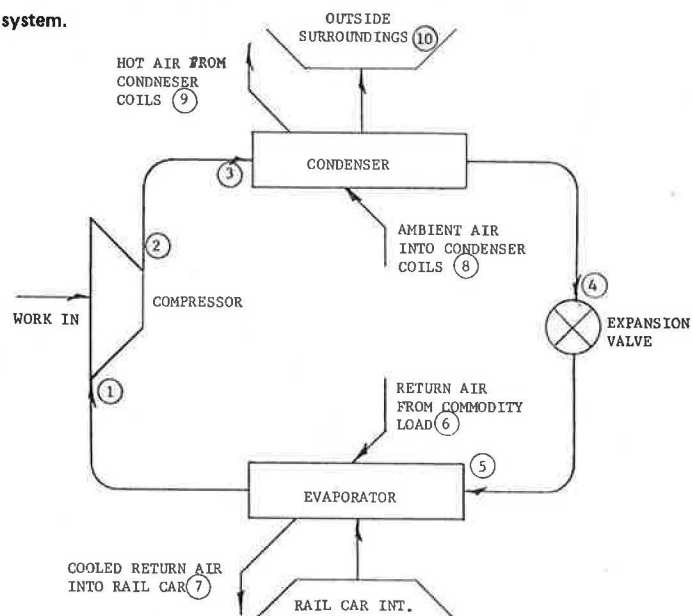 system.
OUTSIDE
SURROUNDINGS 10
HOT AIR FROM
CONDNESER
COILS 9
3
CONDENSER
2
AMBIENT AIR
INTO CONDENSER
COILS 8
4
COMPRESSOR
WORK IN
EXPANSION
VALVE
1
RETURN AIR
FROM COMMODITY
LOAD 6
5
EVAPORATOR
COOLED RETURN AIR
INTO RAIL CAR 7
RAIL CAR INT.